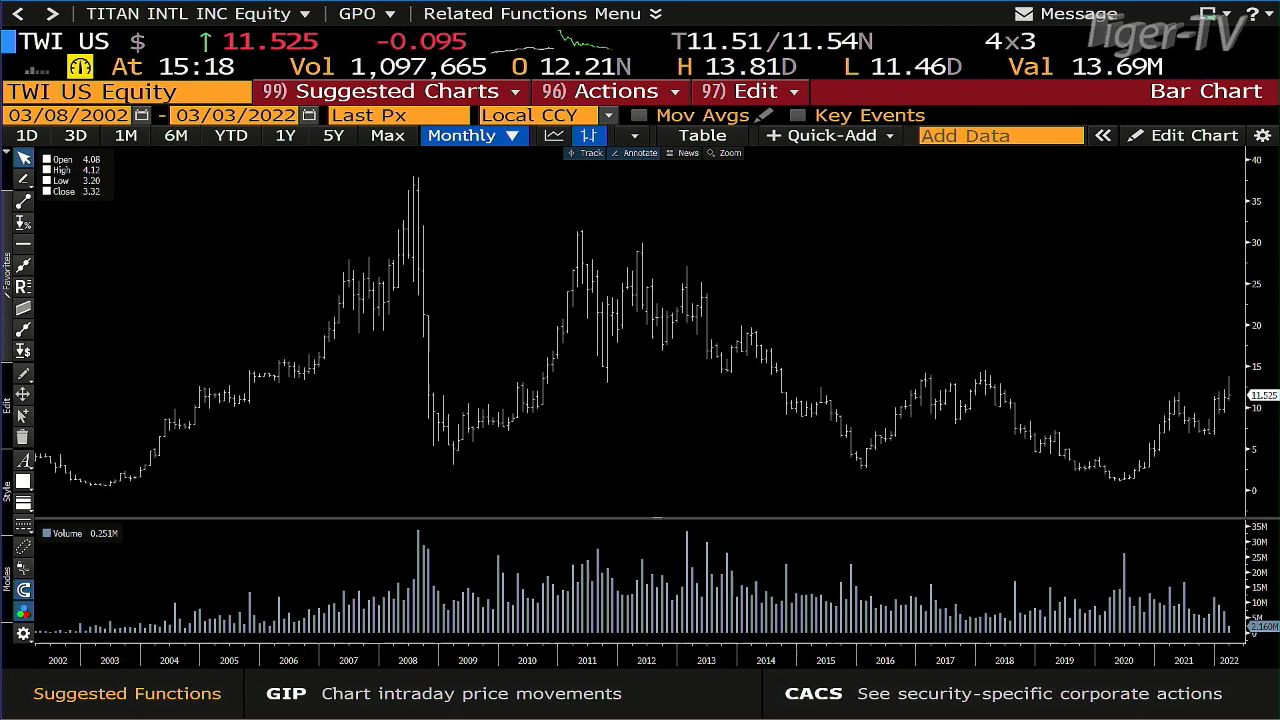 < > TITAN INTL INC Equity GPO Related Functions Menu Message ?
Tiger-TV
TWI US $ ↑ 11.525 -0.095 T11.51/11.54N 4x3
At 15:18 Vol 1,097,665 O 12.21N H 13.81D L 11.46D Val 13.69M
TWI US Equity 99) Suggested Charts 96) Actions 97) Edit Bar Chart
03/08/2002 - 03/03/2022 Last Px Local CCY Mov Avgs Key Events
1D 3D 1M 6M YTD 1Y 5Y Max Monthly ▼ Table + Quick-Add Add Data « Edit Chart
Track Annotate News Zoom
Open 4.08
High 4.12
Low 3.20
Close 3.32
40
35
30
25
20
15
11.525
10
5
0
Favorites
Edit
Style
Modes
Volume 0.251M
35M
30M
25M
20M
15M
10M
5M
2.160M
0
2002 2003 2004 2005 2006 2007 2008 2009 2010 2011 2012 2013 2014 2015 2016 2017 2018 2019 2020 2021 2022
Suggested Functions GIP Chart intraday price movements CACS See security-specific corporate actions